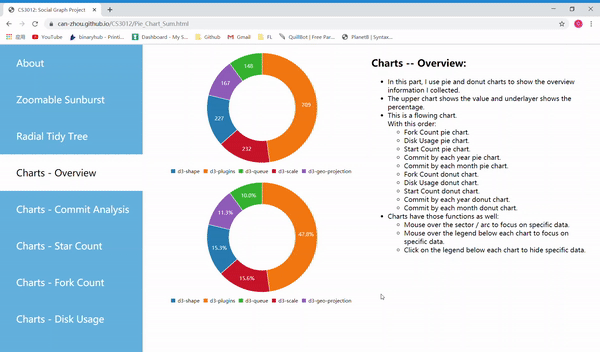 CS3012: Social Graph Project
can-zhou.github.io/CS3012/Pie_Chart_Sum.html
应用 YouTube binaryhub - Printi... Dashboard - My S... Github Gmail FL QuillBot | Free Par... PlanetB | Syntax...
About
Zoomable Sunburst
Radial Tidy Tree
Charts - Overview
Charts - Commit Analysis
Charts - Star Count
Charts - Fork Count
Charts - Disk Usage
148
167
709
227
232
d3-shape d3-plugins d3-queue d3-scale d3-geo-projection
10.0%
11.3%
47.8%
15.3%
15.6%
d3-shape d3-plugins d3-queue d3-scale d3-geo-projection
Charts -- Overview:
In this part, I use pie and donut charts to show the overview
information I collected.
The upper chart shows the value and underlayer shows the
percentage.
This is a flowing chart.
With this order:
Fork Count pie chart.
Disk Usage pie chart.
Start Count pie chart.
Commit by each year pie chart.
Commit by each month pie chart.
Fork Count donut chart.
Disk Usage donut chart.
Start Count donut chart.
Commit by each year donut chart.
Commit by each month donut chart.
Charts have those functions as well:
Mouse over the sector / arc to focus on specific data.
Mouse over the legend below each chart to focus on
specific data.
Click on the legend below each chart to hide specific data.